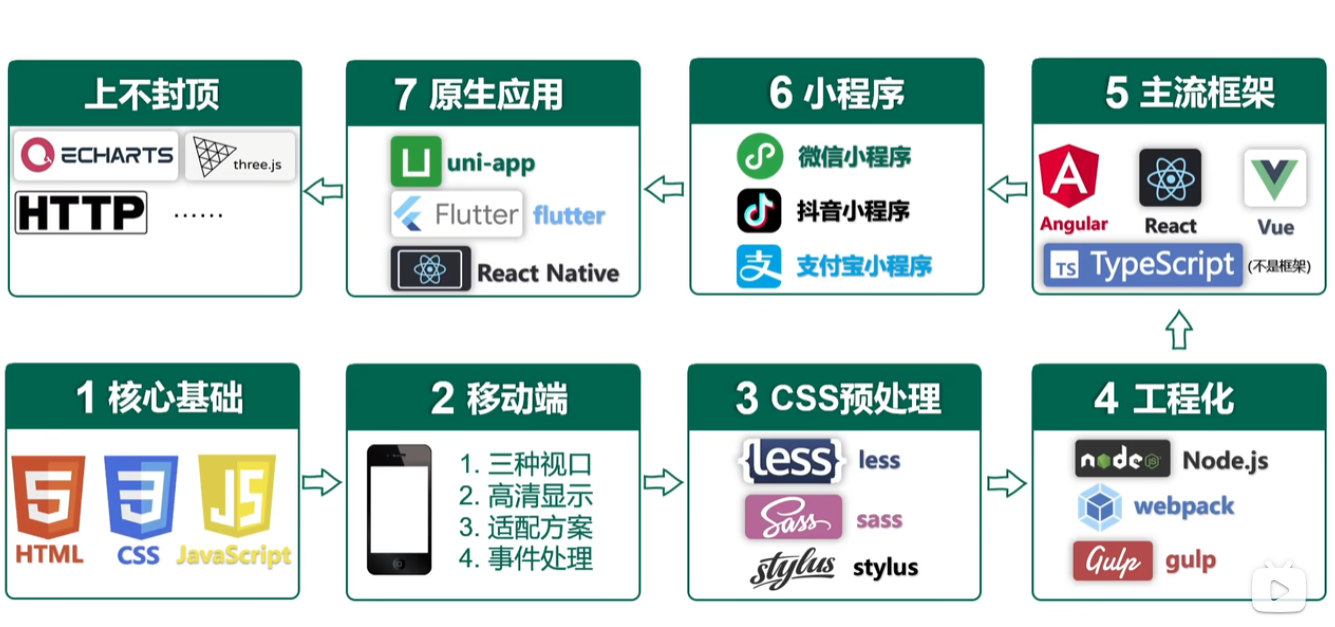 上不封顶
ECHARTS
three.js
HTTP
······
7 原生应用
uni-app
Flutter flutter
React Native
6 小程序
微信小程序
抖音小程序
支 支付宝小程序
5 主流框架
A
Angular
React
Vue
TS TypeScript (不是框架)
1 核心基础
5
3
JS
HTML
CSS
JavaScript
2 移动端
1. 三种视口
2. 高清显示
3. 适配方案
4. 事件处理
3 CSS预处理
{less} less
Sass sass
stylus stylus
4 工程化
node JS Node.js
webpack
Gulp gulp